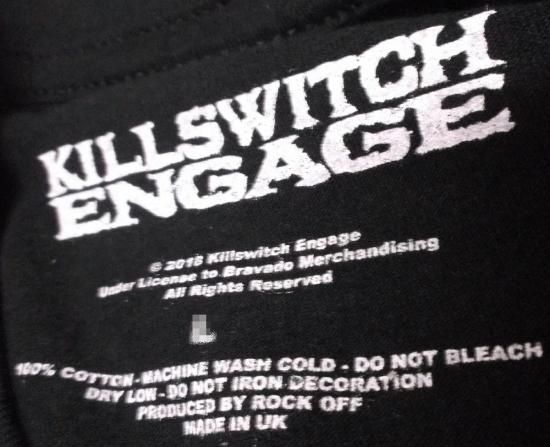 KILLSWITCH
ENGAGE
© 2018 Killswitch Engage
Under License to Bravado Merchandising
All Rights Reserved
L
100% COTTON - MACHINE WASH COLD - DO NOT BLEACH
DRY LOW - DO NOT IRON DECORATION
PRODUCED BY ROCK OFF
MADE IN UK